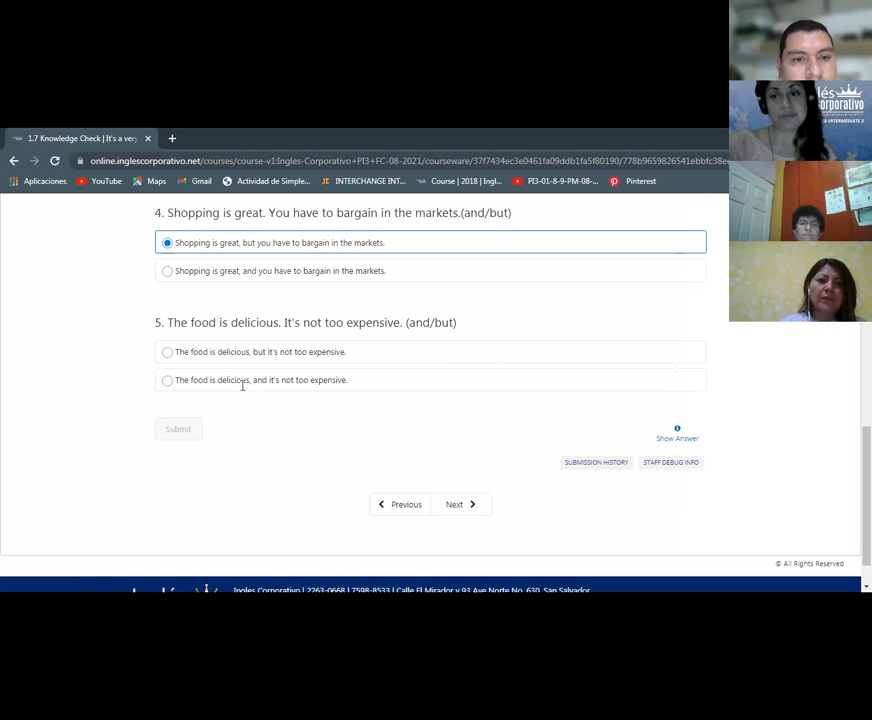 1.7 Knowledge Check | It's a very
online.inglescorporativo.net/courses/course-v1:Ingles-Corporativo+PI3+FC-08-2021/courseware/37f7434ec3e0461fa09ddb1fa5f80190/778b9659826541ebbfc38e
Aplicaciones YouTube Maps Gmail Actividad de Simple... INTERCHANGE INT... Course | 2018 | Ingl... PI3-01-8-9-PM-08-... Pinterest
4. Shopping is great. You have to bargain in the markets.(and/but)
Shopping is great, but you have to bargain in the markets.
Shopping is great, and you have to bargain in the markets.
5. The food is delicious. It's not too expensive. (and/but)
The food is delicious, but it's not too expensive.
The food is delicious, and it's not too expensive.
Submit
Show Answer
SUBMISSION HISTORY STAFF DEBUG INFO
Previous Next
© All Rights Reserved
Ingles Corporativo | 2263-0668 | 7598-8533 | Calle El Mirador y 93 Ave Norte No. 630, San Salvador
INTERMEDIATE 3